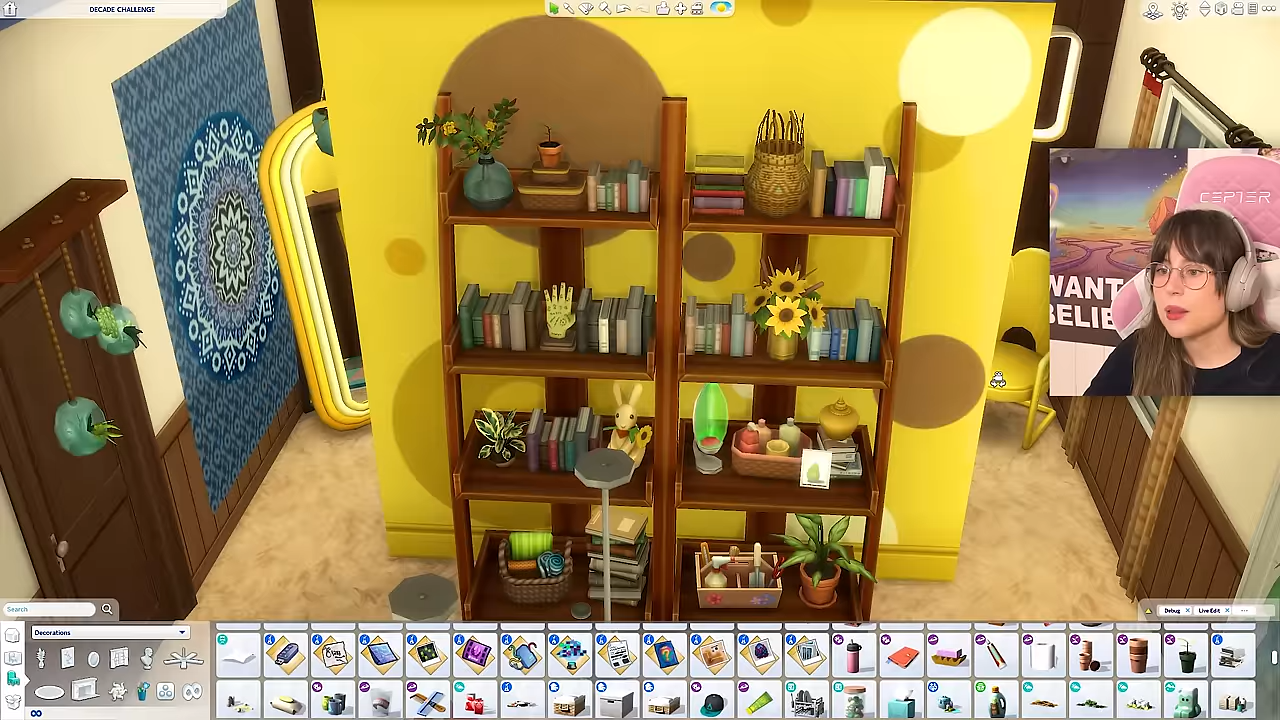 DECADE CHALLENGE
CEPTER
WANT
BELIE
Search
Debug
Live Edit
Decorations